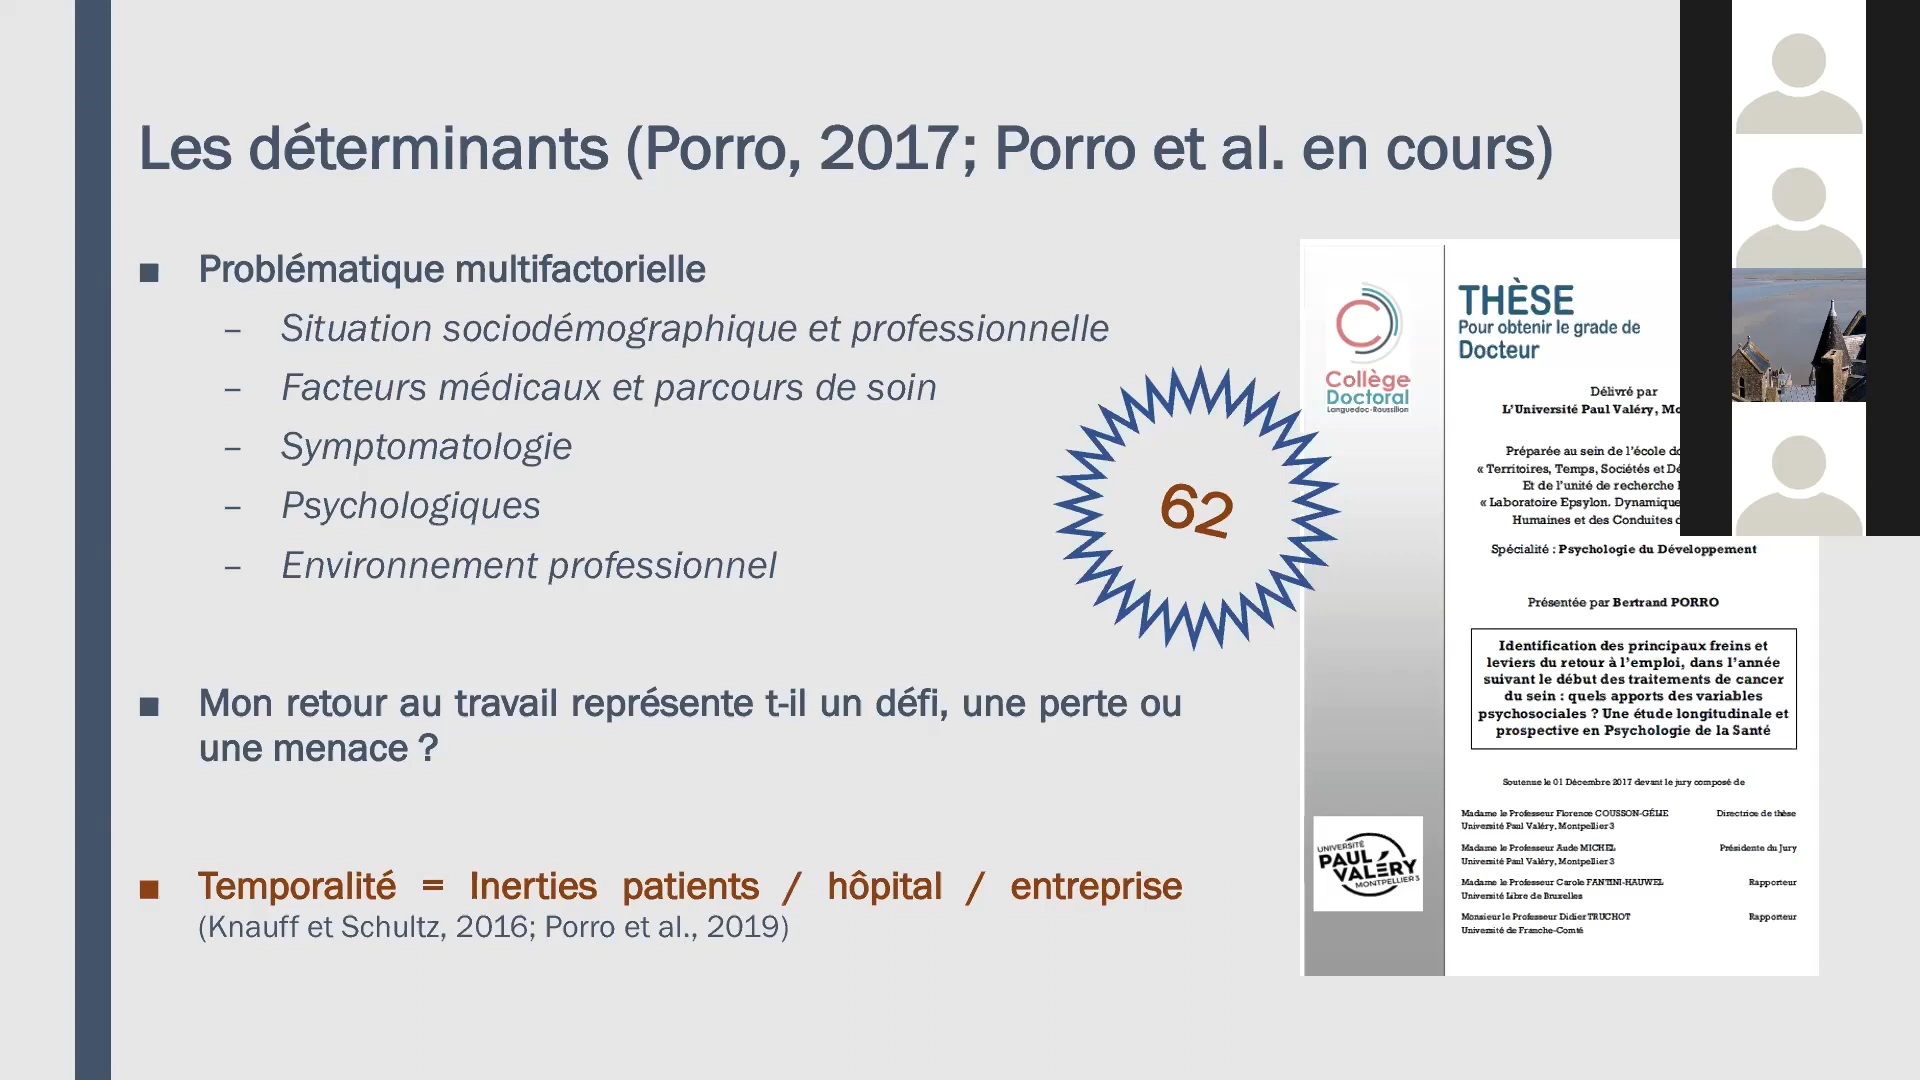 Les déterminants (Porro, 2017; Porro et al. en cours)
■ Problématique multifactorielle
– Situation sociodémographique et professionnelle
– Facteurs médicaux et parcours de soin
– Symptomatologie
– Psychologiques
– Environnement professionnel
■ Mon retour au travail représente t-il un défi, une perte ou
une menace ?
■ Temporalité = Inerties patients / hôpital / entreprise
(Knauff et Schultz, 2016; Porro et al., 2019)
62
Collège
Doctoral
Languedoc-Roussillon
THÈSE
Pour obtenir le grade de
Docteur
Délivré par
L'Université Paul Valéry,
Préparée au sein de l'école
« Territoires, Temps, Sociétés et
Et de l'unité de recherche
« Laboratoire Epsylon. Dynamique
Humaines et des Conduites
Spécialité : Psychologie du Développement
Présentée par Bertrand PORRO
Identification des principaux freins et
leviers du retour à l'emploi, dans l'année
suivant le début des traitements de cancer
du sein : quels apports des variables
psychosociales ? Une étude longitudinale et
prospective en Psychologie de la Santé
Soutenue le 01 Décembre 2017 devant le jury composé de
Madame le Professeur Florence COUSSON-GÉLIE Directrice de thèse
Université Paul Valéry, Montpellier 3
Madame le Professeur Aude MICHEL Présidente du Jury
Université Paul Valéry, Montpellier 3
Madame le Professeur Carole FANTINI-HAUWEL Rapporteur
Université Libre de Bruxelles
Monsieur le Professeur Didier TRUCHOT Rapporteur
Université de Franche-Comté
UNIVERSITÉ
PAUL
VALÉRY
MONTPELLIER 3